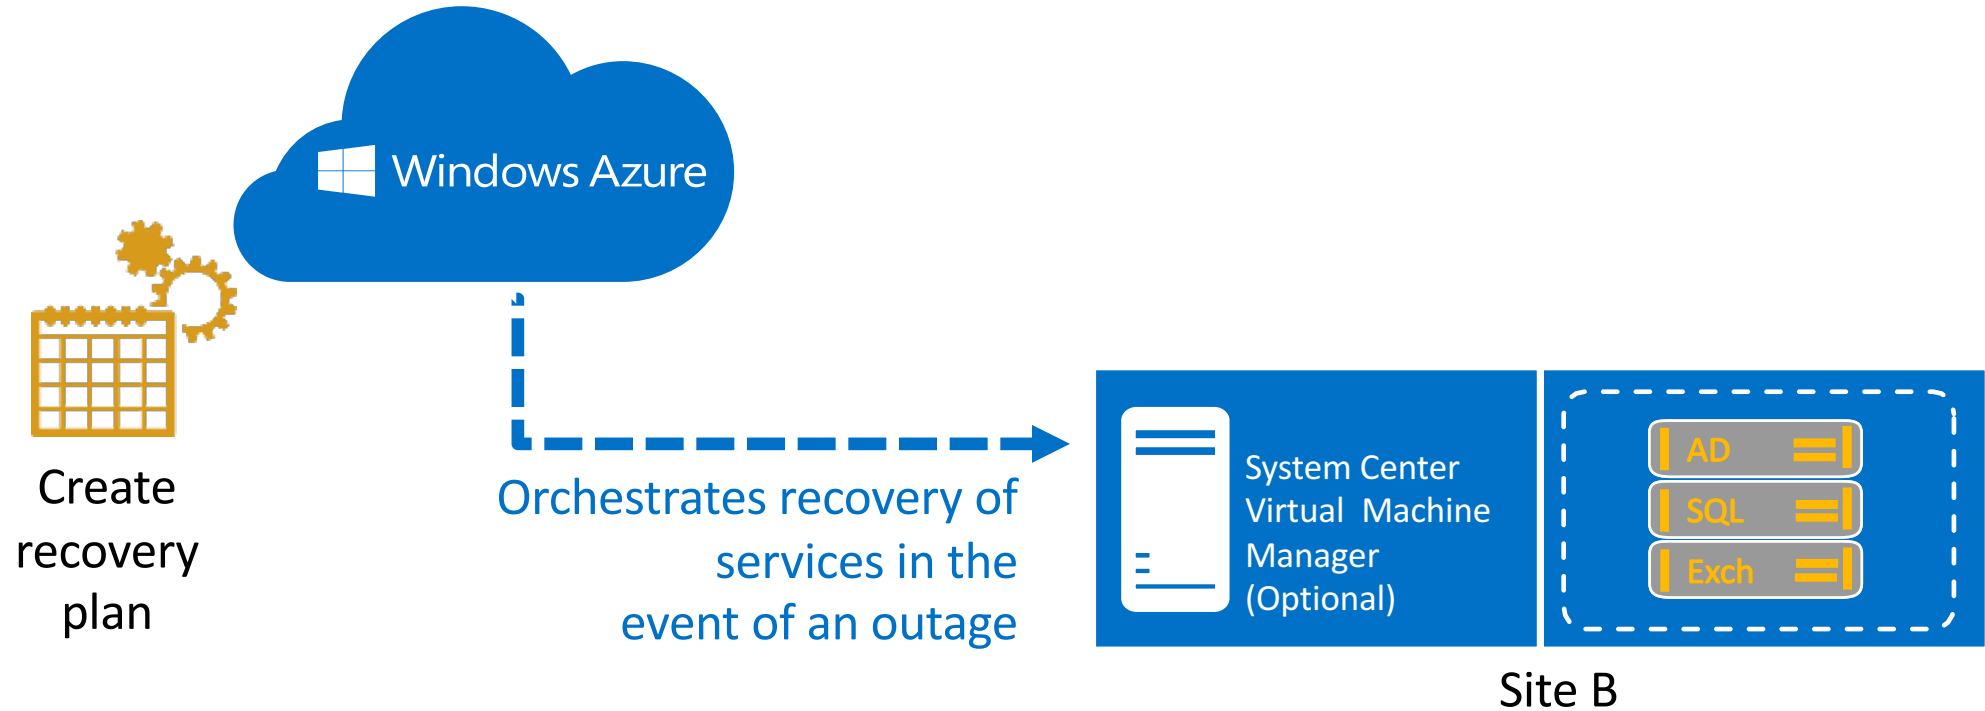 Windows Azure
Create
recovery
plan
Orchestrates recovery of
services in the
event of an outage
System Center
Virtual Machine
Manager
(Optional)
AD
SQL
Exch
Site B